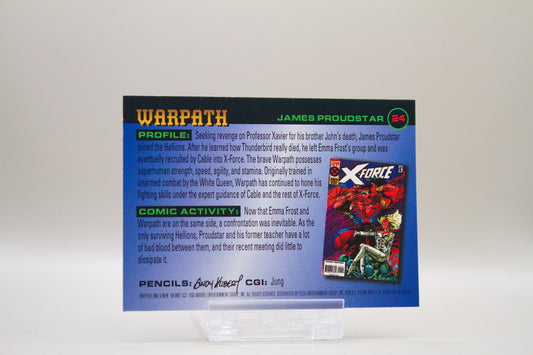 WARPATH
JAMES PROUDSTAR 24
PROFILE: Seeking revenge on Professor Xavier for his brother John's death, James Proudstar
joined the Hellions. After he learned how Thunderbird really died, he left Emma Frost's group and was
eventually recruited by Cable into X-Force. The brave Warpath possesses
superhuman strength, speed, agility, and stamina. Originally trained in
unarmed combat by the White Queen, Warpath has continued to hone his
fighting skills under the expert guidance of Cable and the rest of X-Force.
COMIC ACTIVITY: Now that Emma Frost and
Warpath are on the same side, a confrontation was inevitable. As the
only surviving Hellions, Proudstar and his former teacher have a lot
of bad blood between them, and their recent meeting did little to
dissipate it.
X-FORCE
PENCILS: Andy Kubert CGI: Jung